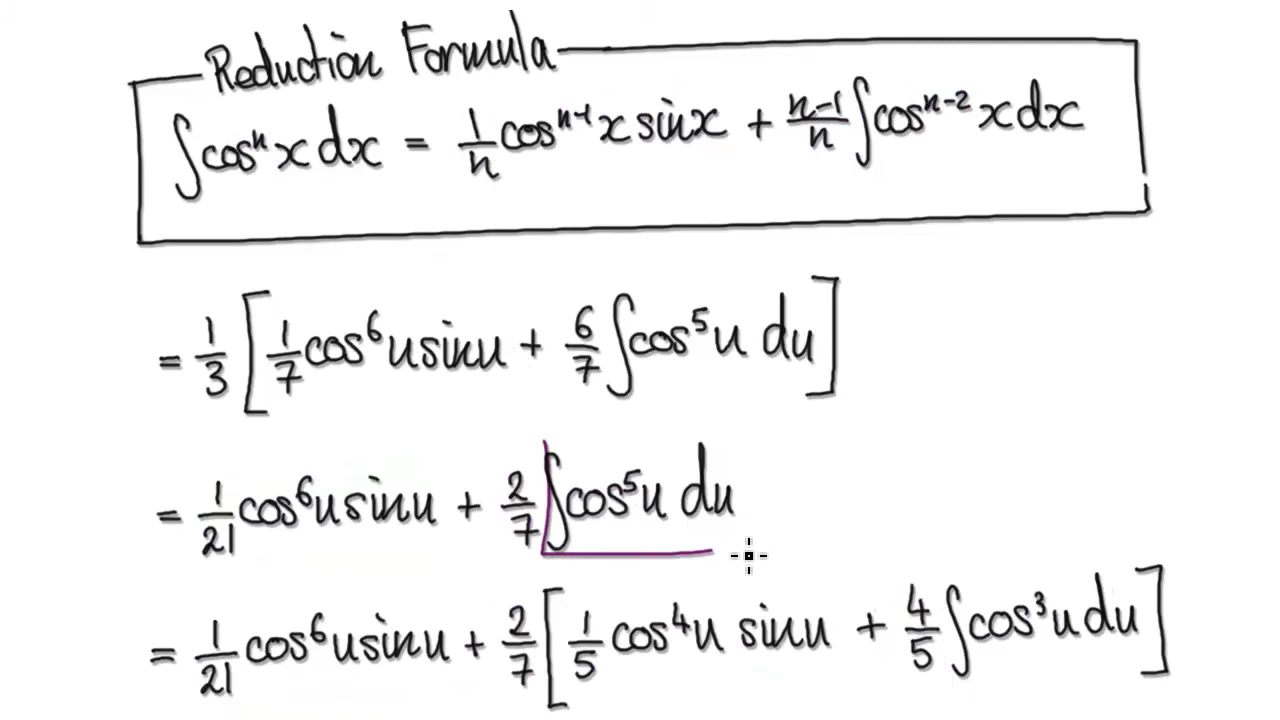 Reduction Formula
∫cosⁿx dx = 1/n cosⁿ⁻¹x sinx + n-1/n ∫cosⁿ⁻²x dx
= 1/3 [1/7 cos⁶u sinu + 6/7 ∫cos⁵u du]
= 1/21 cos⁶u sinu + 2/7 ∫cos⁵u du
= 1/21 cos⁶u sinu + 2/7 [1/5 cos⁴u sinu + 4/5 ∫cos³u du]